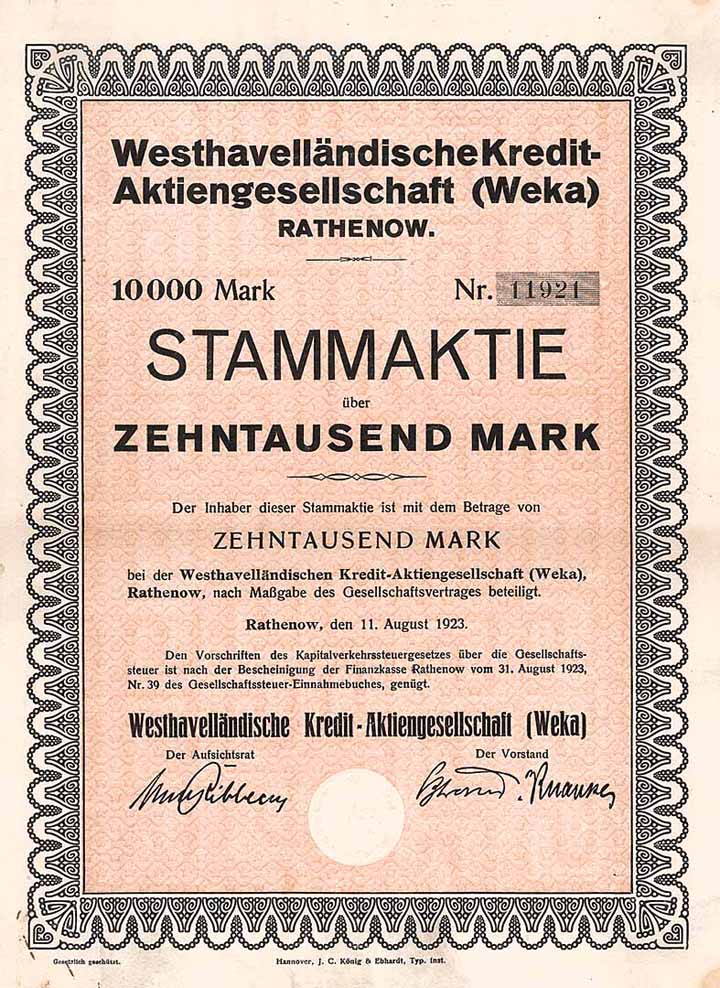 Westhavelländische Kredit-
Aktiengesellschaft (Weka)
RATHENOW.
10000 Mark Nr. 11921
STAMMAKTIE
über
ZEHNTAUSEND MARK
Der Inhaber dieser Stammaktie ist mit dem Betrage von
ZEHNTAUSEND MARK
bei der Westhavelländischen Kredit-Aktiengesellschaft (Weka),
Rathenow, nach Maßgabe des Gesellschaftsvertrages beteiligt.
Rathenow, den 11. August 1923.
Den Vorschriften des Kapitalverkehrssteuergesetzes über die Gesellschafts-
steuer ist nach der Bescheinigung der Finanzkasse Rathenow vom 31. August 1923,
Nr. 39 des Gesellschaftssteuer-Einnahmebuches, genügt.
Westhavelländische Kredit-Aktiengesellschaft (Weka)
Der Aufsichtsrat Der Vorstand
Gesetzlich geschützt. Hannover, J. C. König & Ebhardt, Typ. Inst.